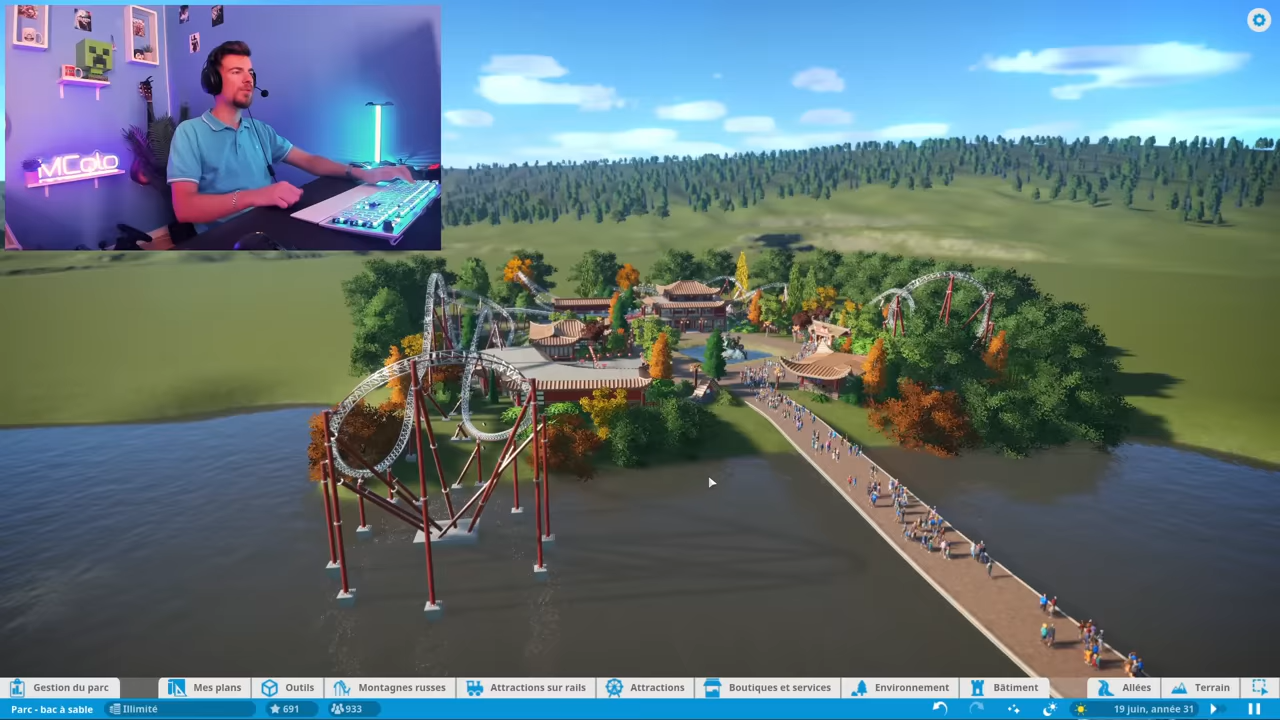 MColo
Gestion du parc
Mes plans
Outils
Montagnes russes
Attractions sur rails
Attractions
Boutiques et services
Environnement
Bâtiment
Allées
Terrain
Parc - bac à sable
Illimité
691
933
19 juin, année 31